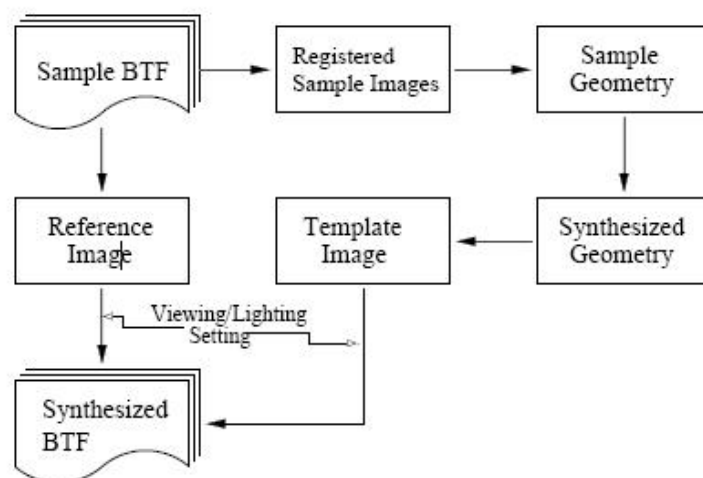 Sample BTF
Registered
Sample Images
Sample
Geometry
Reference
Image
Template
Image
Synthesized
Geometry
Viewing/Lighting
Setting
Synthesized
BTF